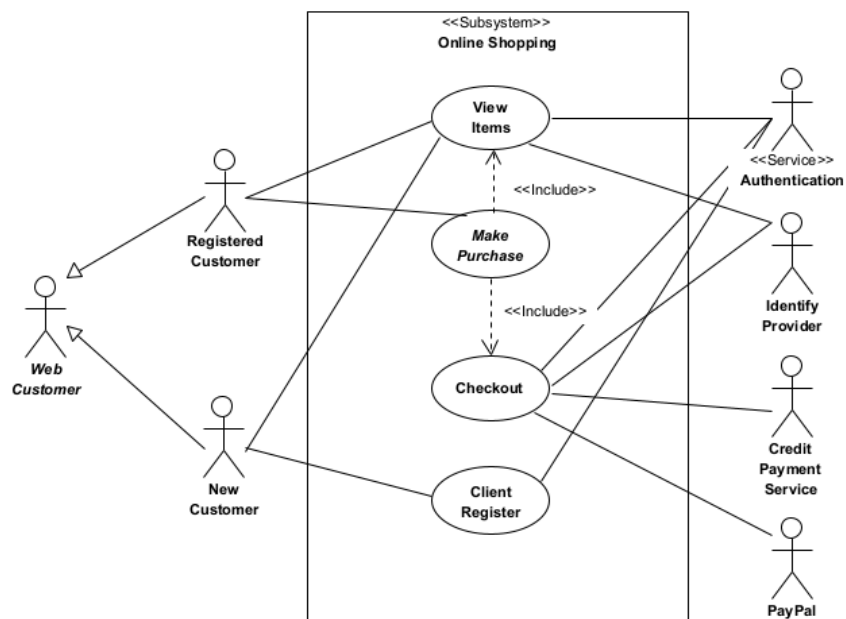 <<Subsystem>>
Online Shopping
View
Items
<<Service>>
Authentication
<<Include>>
Registered
Customer
Make
Purchase
<<Include>>
Identify
Provider
Web
Customer
Checkout
Credit
Payment
Service
New
Customer
Client
Register
PayPal